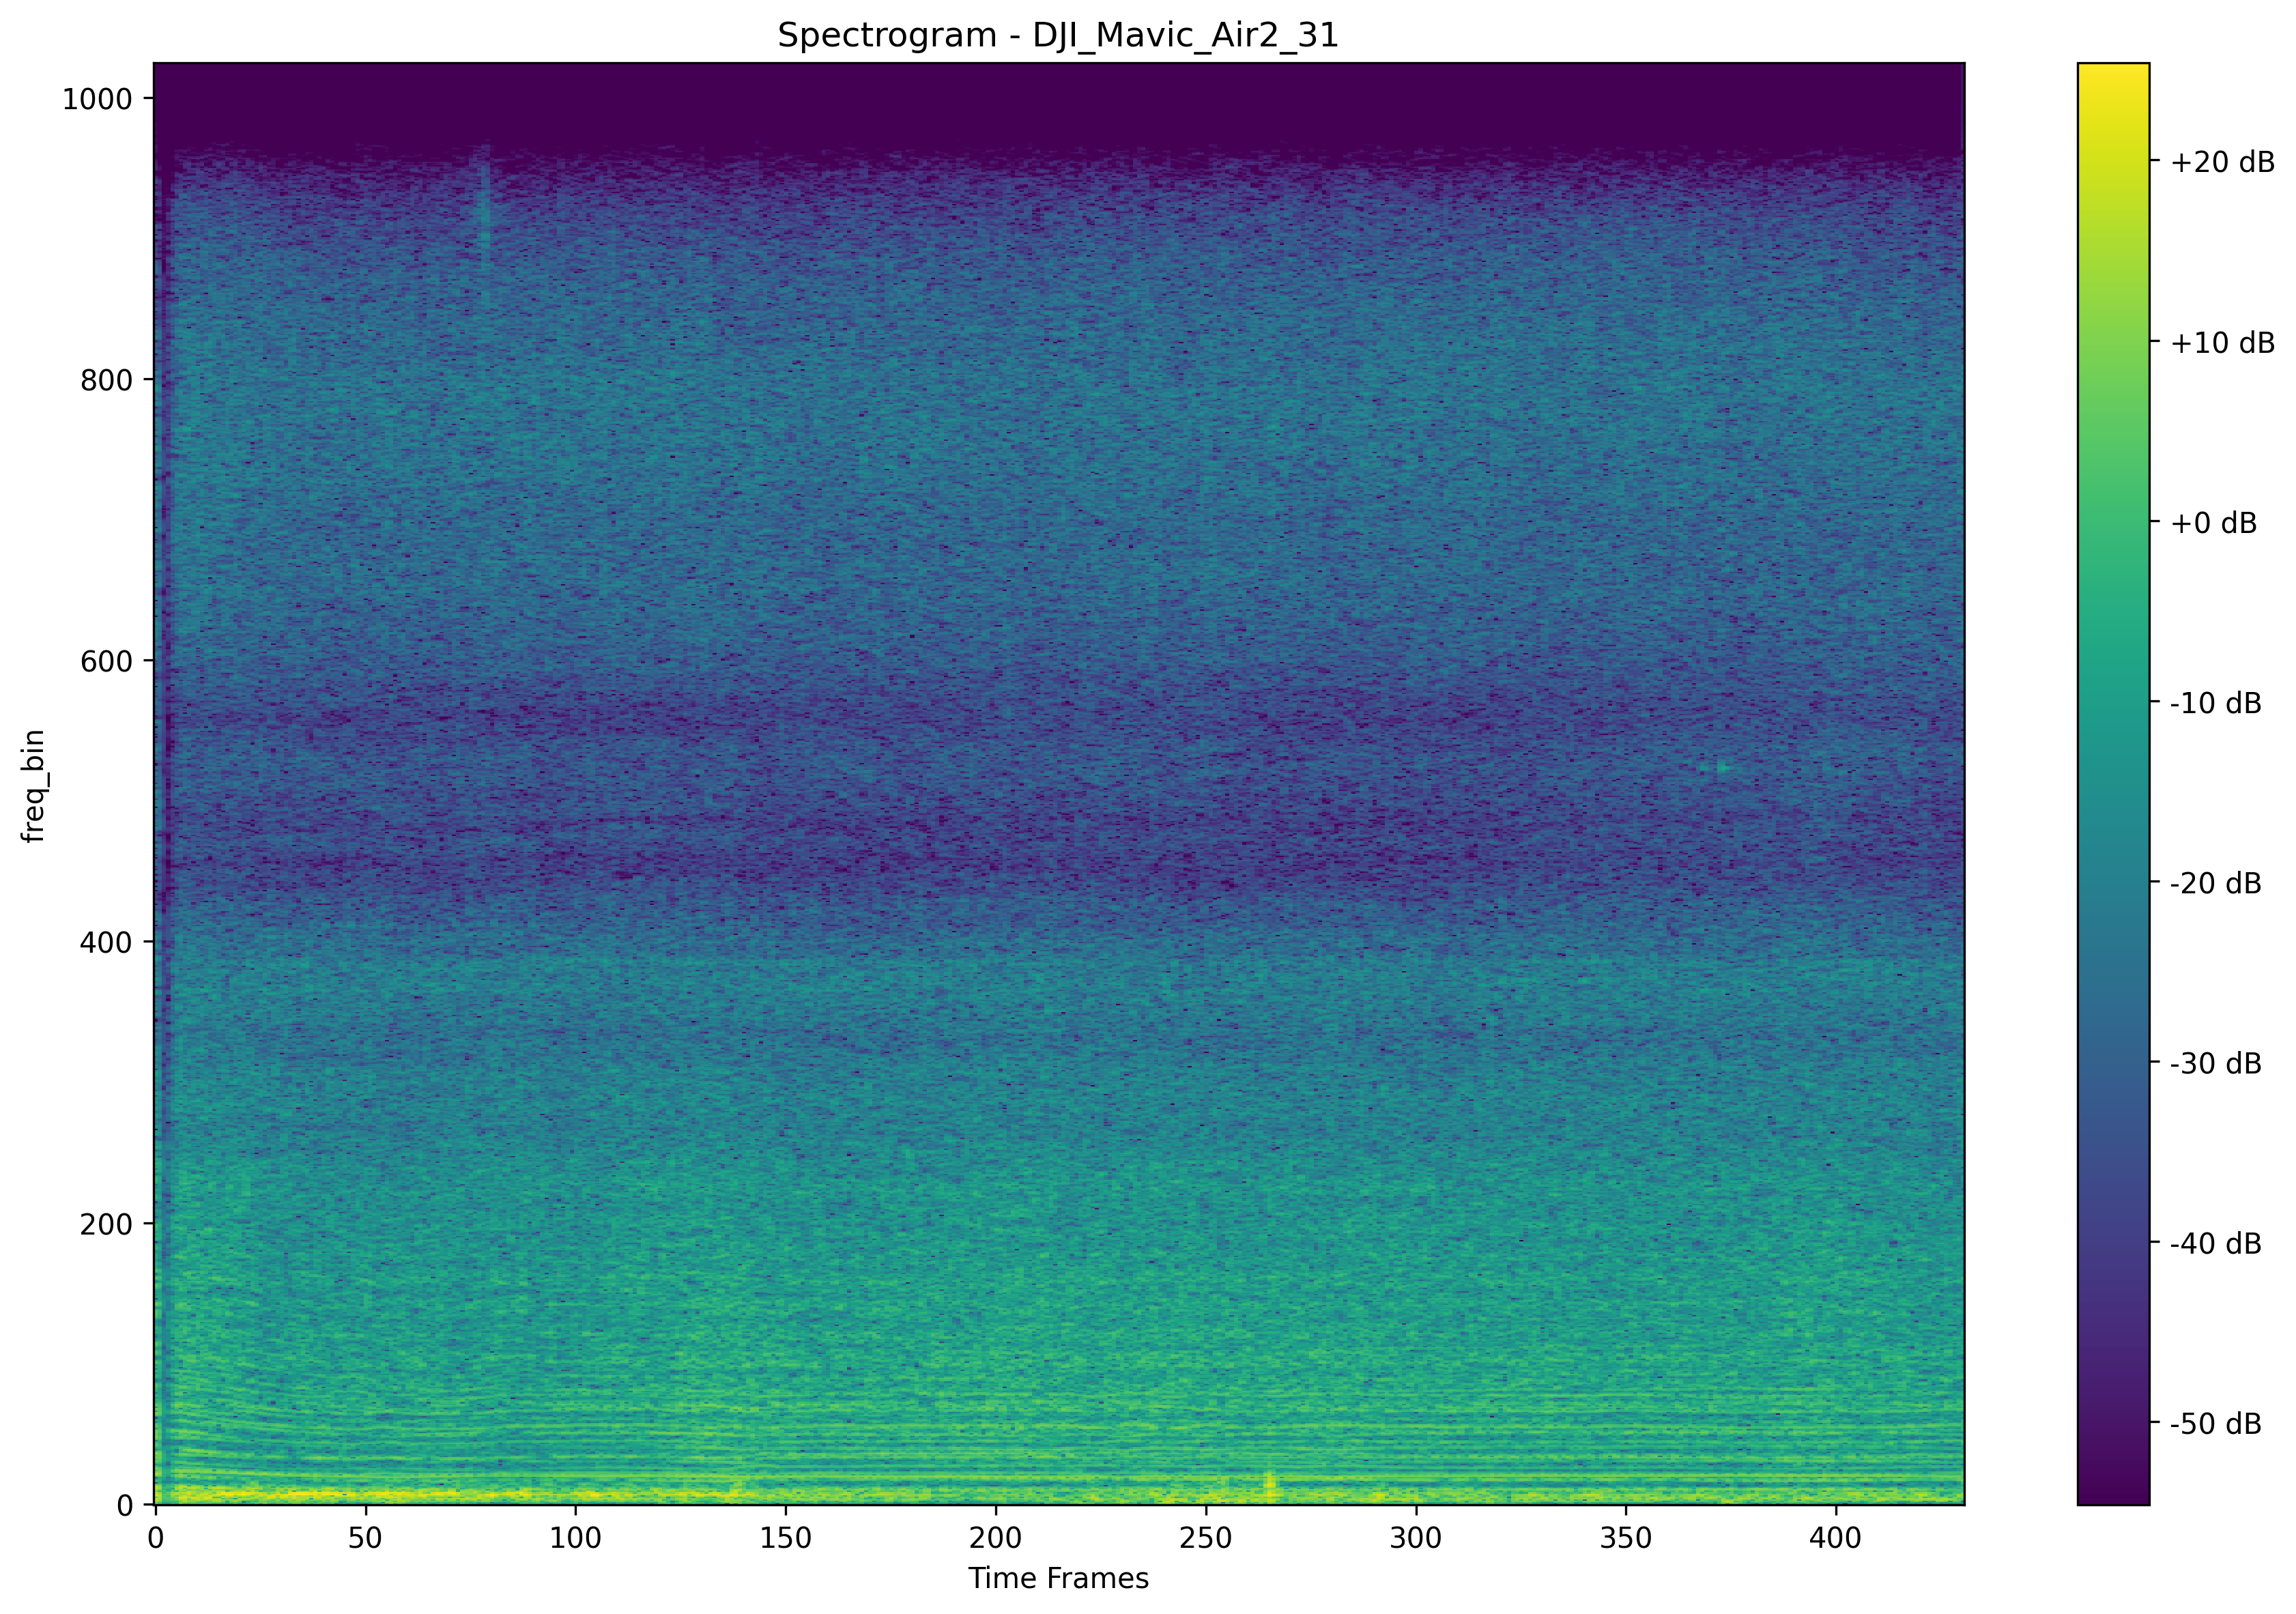 Spectrogram - DJI_Mavic_Air2_31
1000
800
600
400
200
0
freq_bin
0 50 100 150 200 250 300 350 400
Time Frames
+20 dB
+10 dB
+0 dB
-10 dB
-20 dB
-30 dB
-40 dB
-50 dB